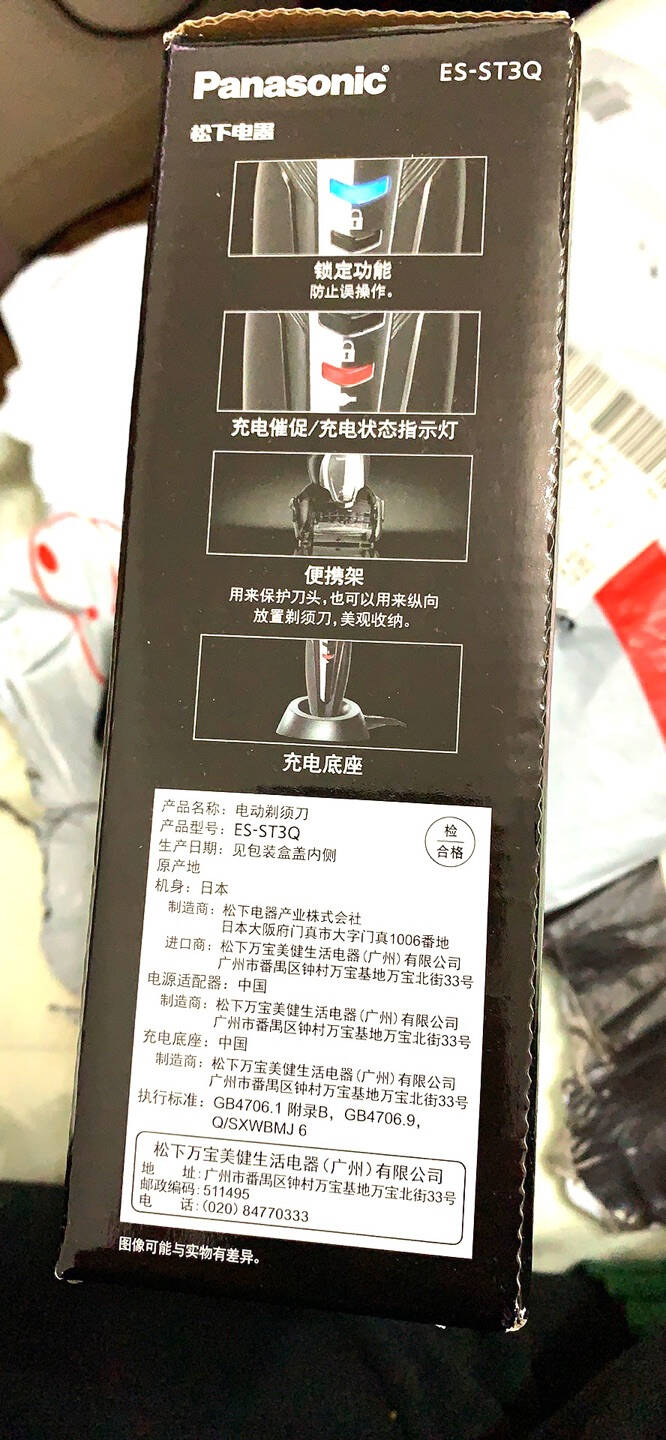 Panasonic® ES-ST3Q
松下电器
锁定功能
防止误操作。
充电催促/充电状态指示灯
便携架
用来保护刀头,也可以用来纵向
放置剃须刀,美观收纳。
充电底座
产品名称：电动剃须刀
产品型号：ES-ST3Q
生产日期：见包装盒盖内侧
检
合格
原产地
机身：日本
制造商：松下电器产业株式会社
日本大阪府门真市大字门真1006番地
进口商：松下万宝美健生活电器(广州)有限公司
广州市番禺区钟村万宝基地万宝北街33号
电源适配器：中国
制造商：松下万宝美健生活电器(广州)有限公司
广州市番禺区钟村万宝基地万宝北街33号
充电底座：中国
制造商：松下万宝美健生活电器(广州)有限公司
广州市番禺区钟村万宝基地万宝北街33号
执行标准：GB4706.1 附录B，GB4706.9，
Q/SXWBMJ 6
松下万宝美健生活电器(广州)有限公司
地 址:广州市番禺区钟村万宝基地万宝北街33号
邮政编码:511495
电 话:(020) 84770333
图像可能与实物有差异。